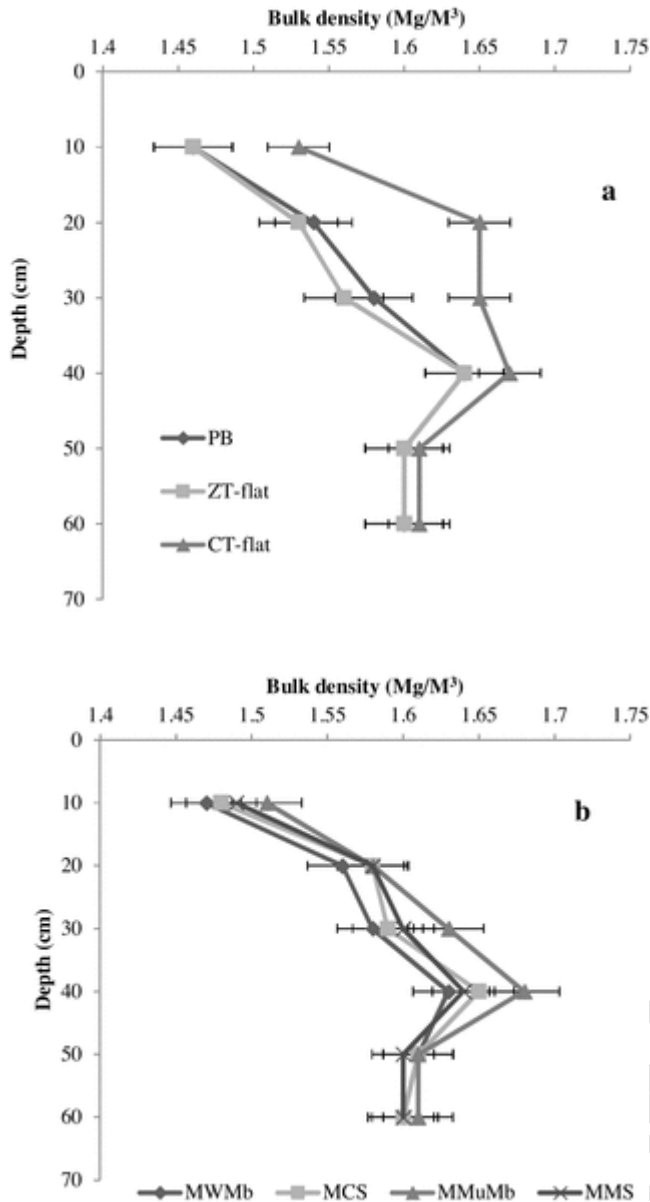 Bulk density (Mg/M³)
1.4 1.45 1.5 1.55 1.6 1.65 1.7 1.75
0
10
20
30
40
50
60
70
Depth (cm)
a
PB
ZT-flat
CT-flat
Bulk density (Mg/M³)
1.4 1.45 1.5 1.55 1.6 1.65 1.7 1.75
0
10
20
30
40
50
60
70
Depth (cm)
b
MWMb MCS MMuMb MMS